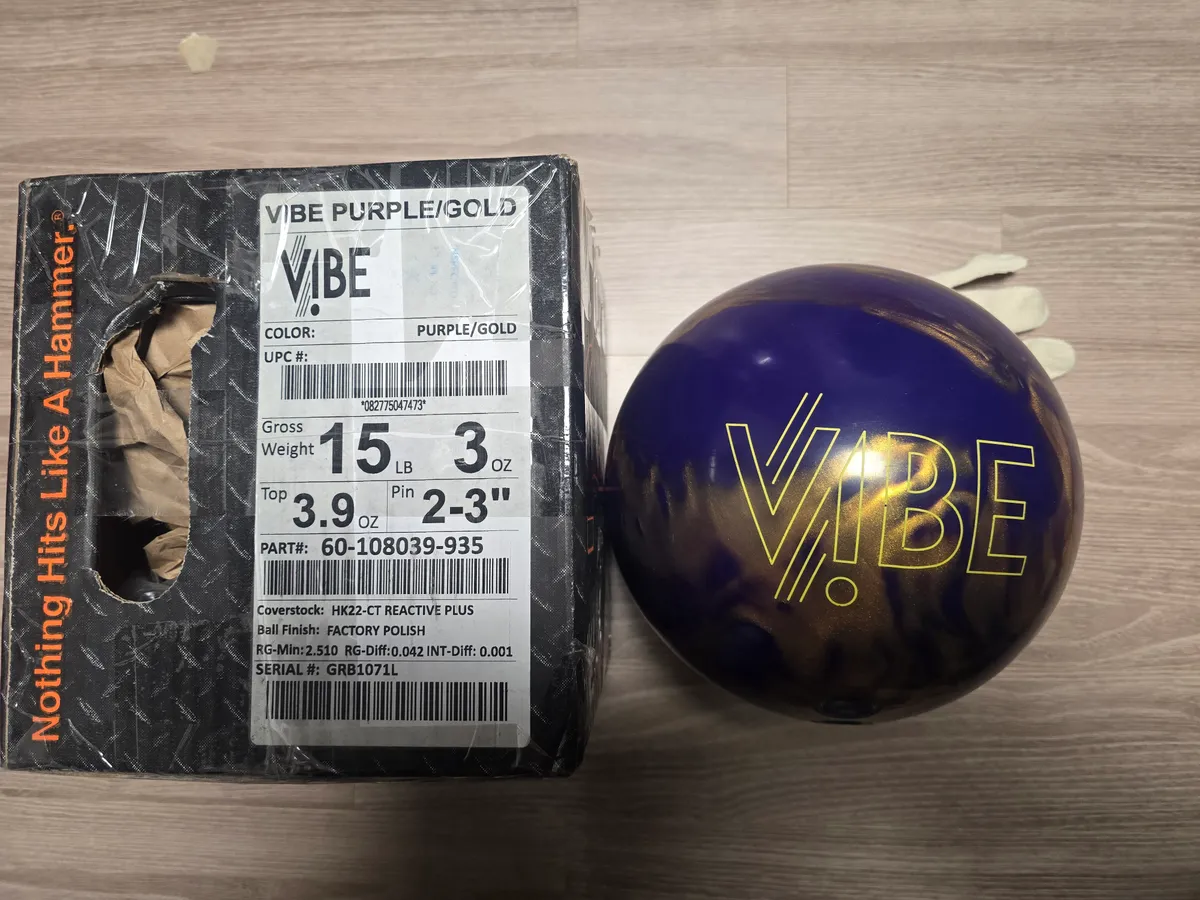 Nothing Hits Like A Hammer.®
VIBE PURPLE/GOLD
VIBE
COLOR: PURPLE/GOLD
UPC #:
*082775047473*
Gross Weight 15 LB 3 OZ
Top 3.9 OZ Pin 2-3"
PART#: 60-108039-935
Coverstock: HK22-CT REACTIVE PLUS
Ball Finish: FACTORY POLISH
RG-Min:2.510 RG-Diff:0.042 INT-Diff: 0.001
SERIAL #: GRB1071L
VIBE